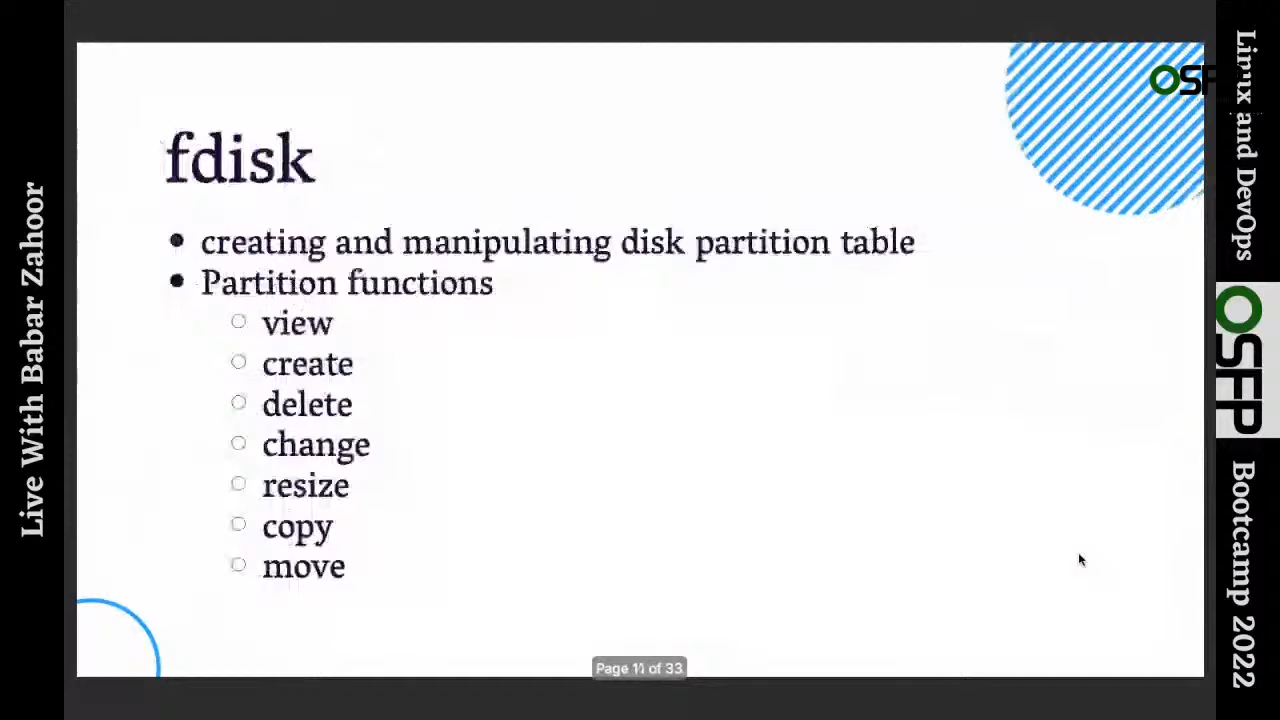 Live With Babar Zahoor
fdisk
• creating and manipulating disk partition table
• Partition functions
○ view
○ create
○ delete
○ change
○ resize
○ copy
○ move
Page 11 of 33
OSFP
Linux and DevOps
OSFP
Bootcamp 2022